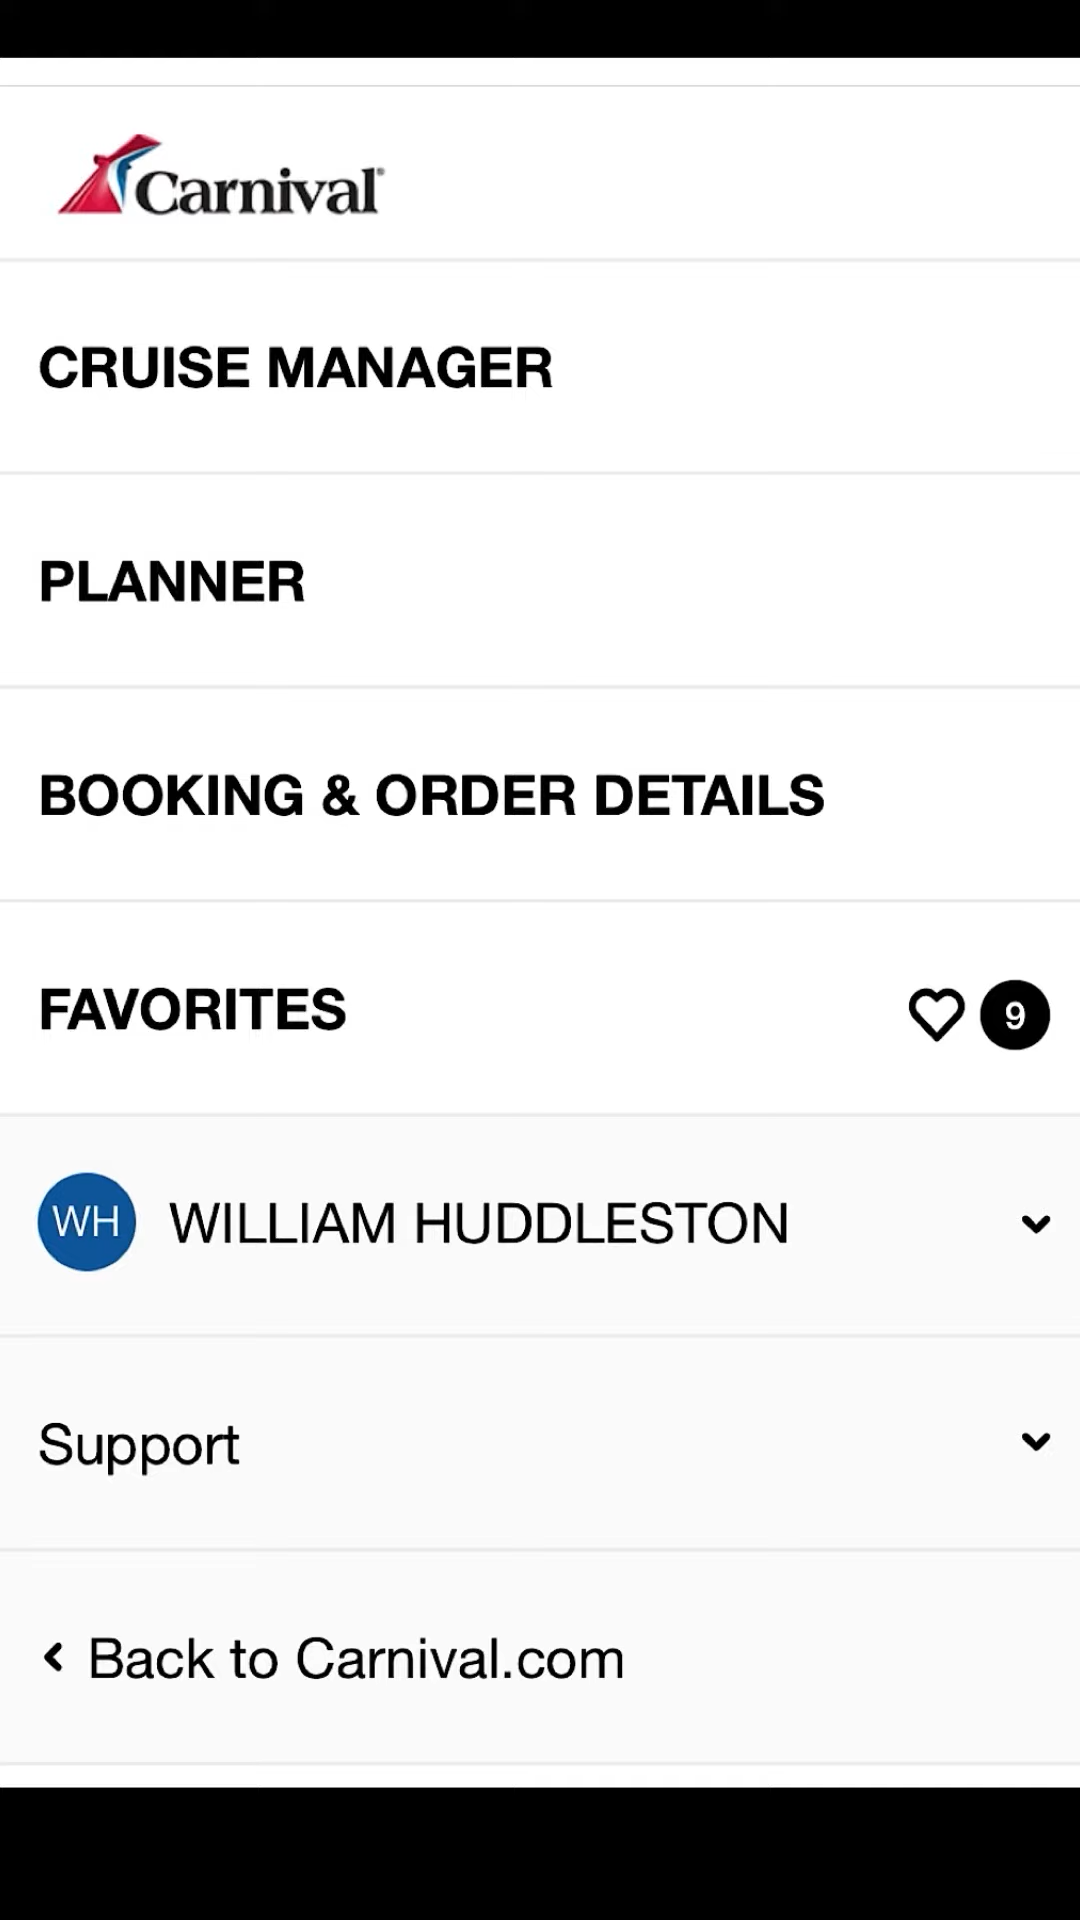 Carnival®
CRUISE MANAGER
PLANNER
BOOKING & ORDER DETAILS
FAVORITES 9
WH WILLIAM HUDDLESTON
Support
Back to Carnival.com